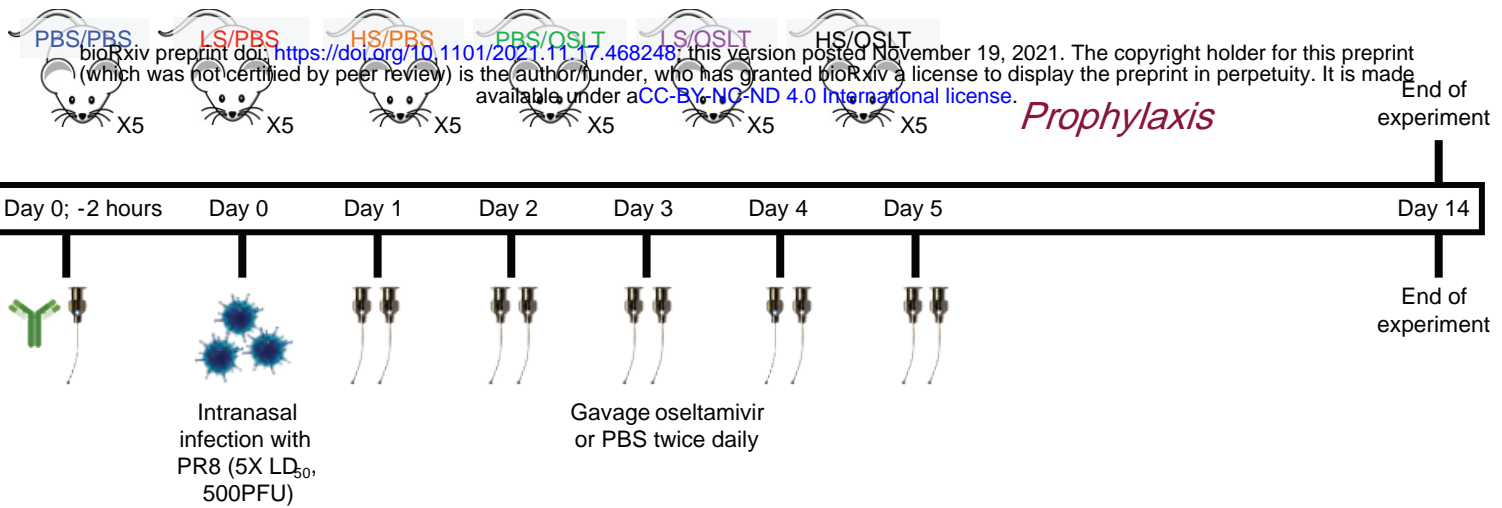 PBS/PBS LS/PBS HS/PBS PBS/OSLT LS/OSLT HS/OSLT
bioRxiv preprint doi: https://doi.org/10.1101/2021.11.17.468248; this version posted November 19, 2021. The copyright holder for this preprint
(which was not certified by peer review) is the author/funder, who has granted bioRxiv a license to display the preprint in perpetuity. It is made
available under aCC-BY-NC-ND 4.0 International license.
X5 X5 X5 X5 X5 X5
Prophylaxis
End of
experiment
Day 0; -2 hours Day 0 Day 1 Day 2 Day 3 Day 4 Day 5 Day 14
End of
experiment
Intranasal
infection with
PR8 (5X LD50,
500PFU)
Gavage oseltamivir
or PBS twice daily